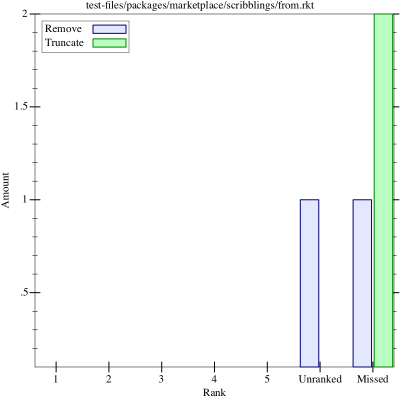 test-files/packages/marketplace/scribblings/from.rkt
Remove
Truncate
2
1.5
1
.5
Amount
1 2 3 4 5 Unranked Missed
Rank